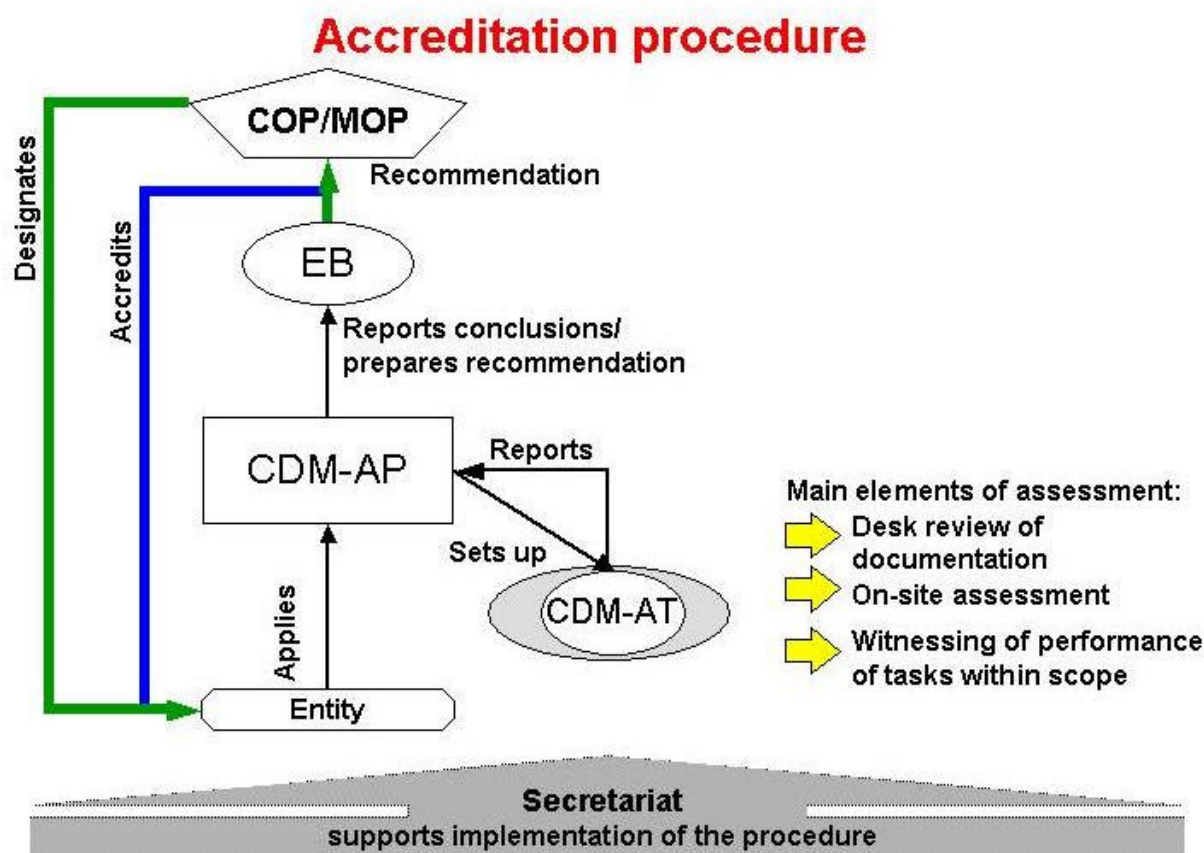 Accreditation procedure
COP/MOP
Recommendation
Designates
Accredits
EB
Reports conclusions/
prepares recommendation
CDM-AP
Reports
Sets up
CDM-AT
Applies
Entity
Main elements of assessment:
Desk review of
documentation
On-site assessment
Witnessing of performance
of tasks within scope
Secretariat
supports implementation of the procedure